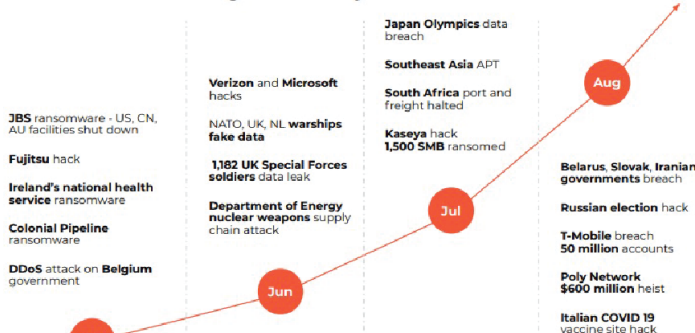 JBS ransomware - US, CN,
AU facilities shut down
Fujitsu hack
Ireland's national health
service ransomware
Colonial Pipeline
ransomware
DDoS attack on Belgium
government
Verizon and Microsoft
hacks
NATO, UK, NL warships
fake data
1,182 UK Special Forces
soldiers data leak
Department of Energy
nuclear weapons supply
chain attack
Jun
Japan Olympics data
breach
Southeast Asia APT
South Africa port and
freight halted
Kaseya hack
1,500 SMB ransomed
Jul
Aug
Belarus, Slovak, Iranian
governments breach
Russian election hack
T-Mobile breach
50 million accounts
Poly Network
$600 million heist
Italian COVID 19
vaccine site hack